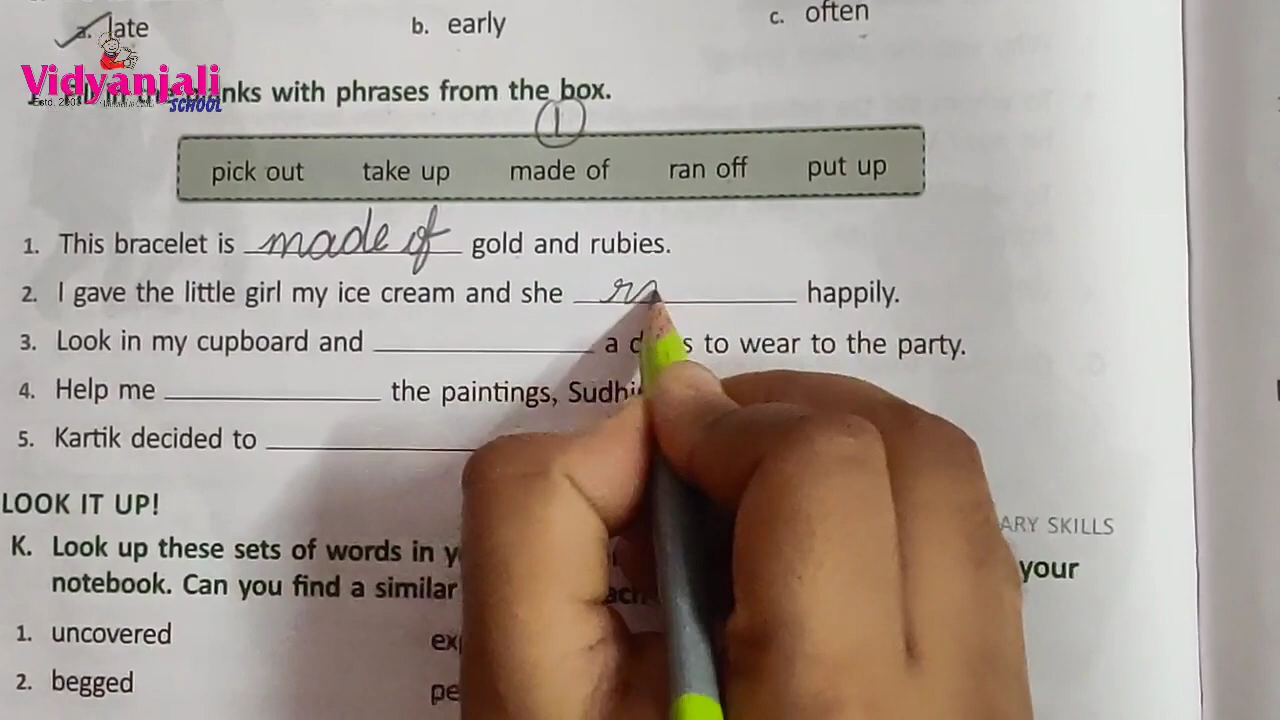 a. late b. early c. often
Vidyanjali
SCHOOL
in the blanks with phrases from the box.
1
pick out take up made of ran off put up
1. This bracelet is made of gold and rubies.
2. I gave the little girl my ice cream and she happily.
3. Look in my cupboard and a to wear to the party.
4. Help me the paintings,
5. Kartik decided to
LOOK IT UP!
ARY SKILLS
K. Look up these sets of words in your
notebook. Can you find a similar
1. uncovered
2. begged